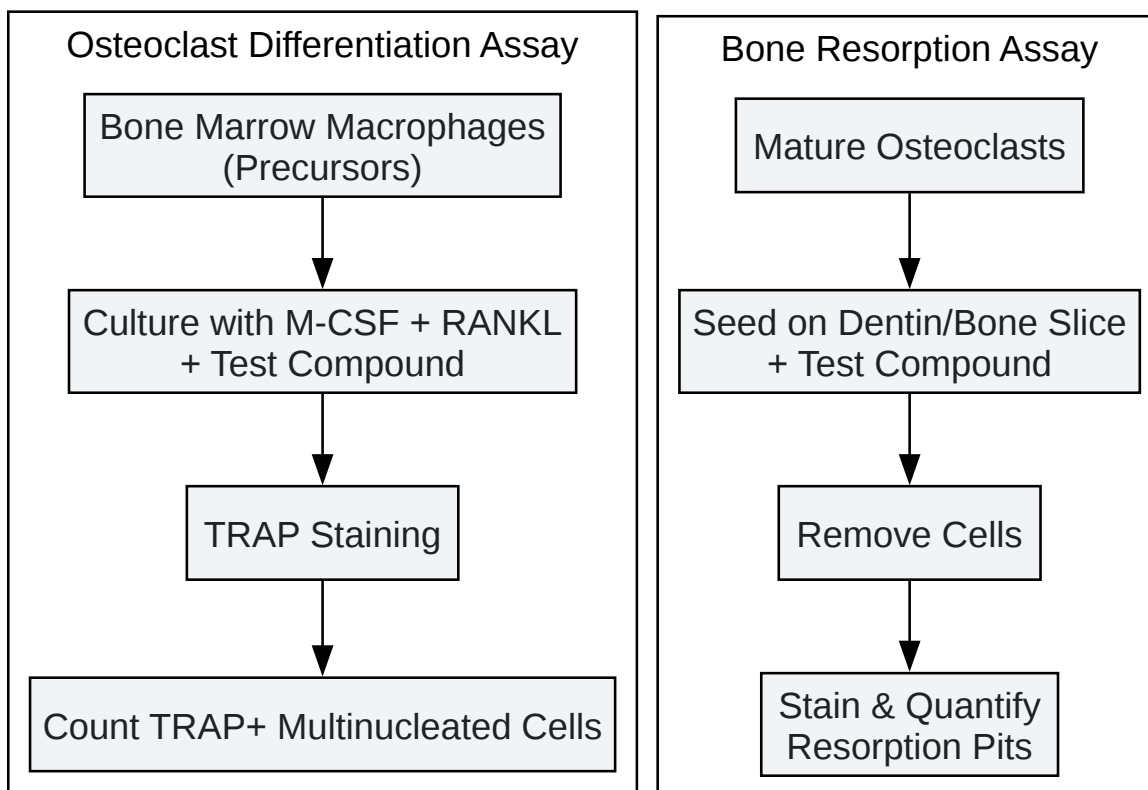 Osteoclast Differentiation Assay
Bone Marrow Macrophages
(Precursors)
Culture with M-CSF + RANKL
+ Test Compound
TRAP Staining
Count TRAP+ Multinucleated Cells
Bone Resorption Assay
Mature Osteoclasts
Seed on Dentin/Bone Slice
+ Test Compound
Remove Cells
Stain & Quantify
Resorption Pits